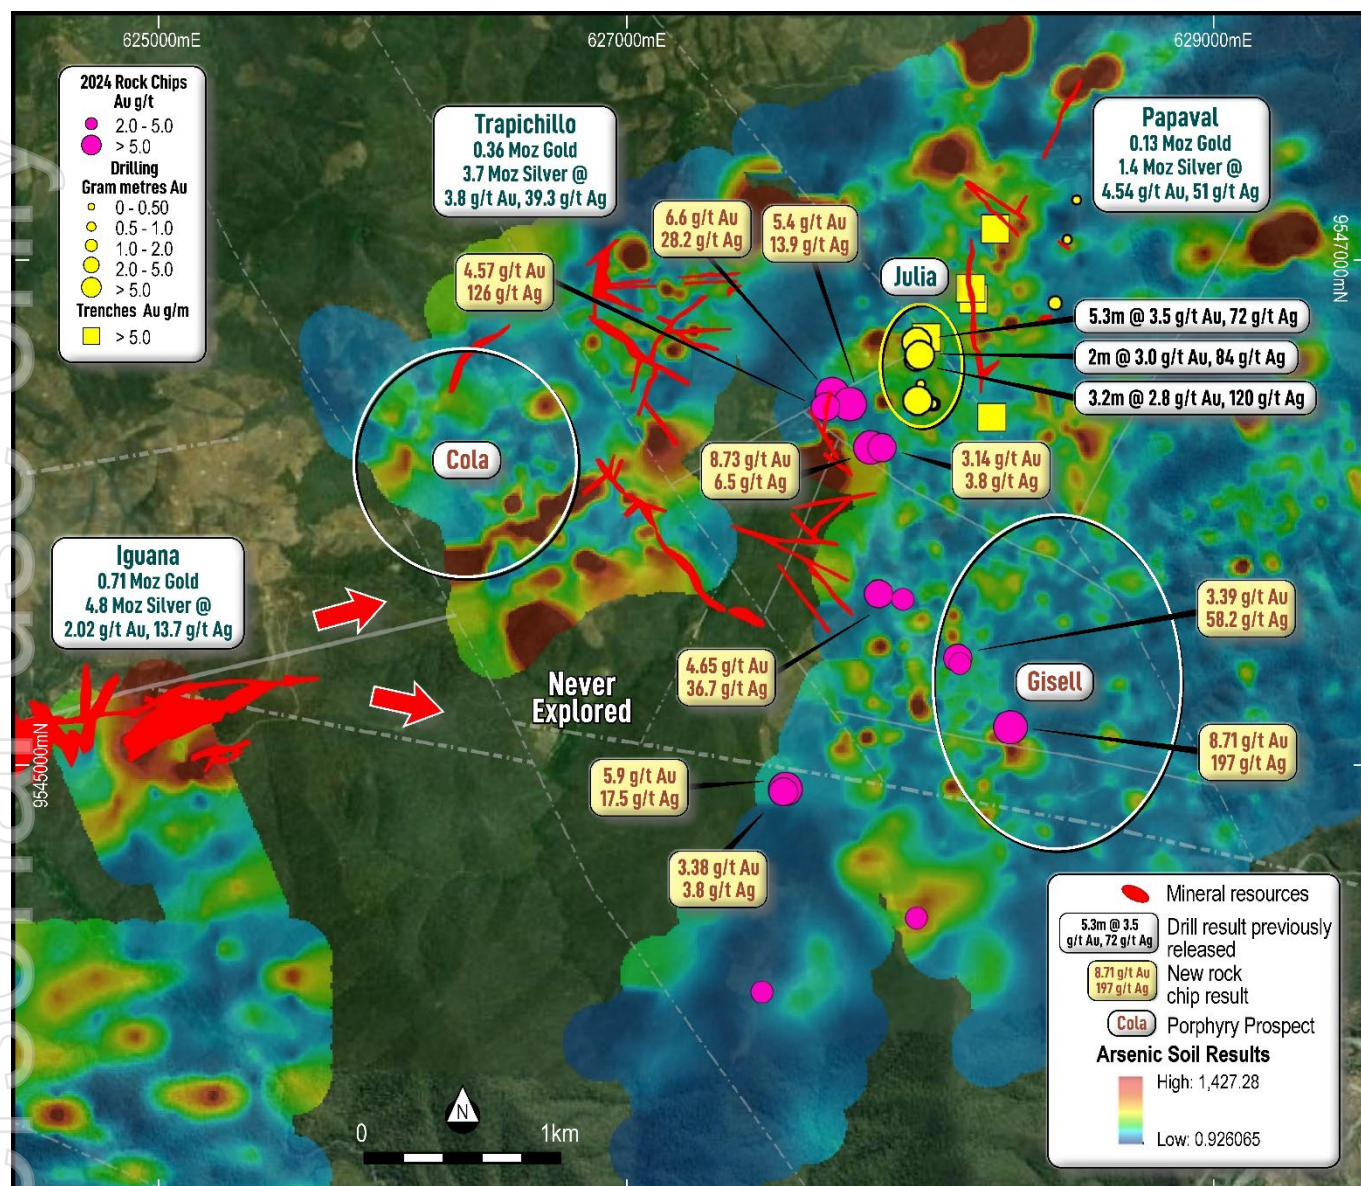 625000mE
627000mE
629000mE
2024 Rock Chips
Au g/t
2.0 - 5.0
> 5.0
Drilling
Gram metres Au
0 - 0.50
0.5 - 1.0
1.0 - 2.0
2.0 - 5.0
> 5.0
Trenches Au g/m
> 5.0
Trapichillo
0.36 Moz Gold
3.7 Moz Silver @
3.8 g/t Au, 39.3 g/t Ag
Papaval
0.13 Moz Gold
1.4 Moz Silver @
4.54 g/t Au, 51 g/t Ag
6.6 g/t Au
28.2 g/t Ag
5.4 g/t Au
13.9 g/t Ag
4.57 g/t Au
126 g/t Ag
Julia
9547000mN
5.3m @ 3.5 g/t Au, 72 g/t Ag
2m @ 3.0 g/t Au, 84 g/t Ag
3.2m @ 2.8 g/t Au, 120 g/t Ag
Cola
8.73 g/t Au
6.5 g/t Ag
3.14 g/t Au
3.8 g/t Ag
Iguana
0.71 Moz Gold
4.8 Moz Silver @
2.02 g/t Au, 13.7 g/t Ag
3.39 g/t Au
58.2 g/t Ag
4.65 g/t Au
36.7 g/t Ag
Never
Explored
Gisell
8.71 g/t Au
197 g/t Ag
9545000mN
5.9 g/t Au
17.5 g/t Ag
3.38 g/t Au
3.8 g/t Ag
Mineral resources
5.3m @ 3.5
g/t Au, 72 g/t Ag
Drill result previously
released
8.71 g/t Au
197 g/t Ag
New rock
chip result
Cola
Porphyry Prospect
Arsenic Soil Results
High: 1,427.28
Low: 0.926065
N
0
1km
For personal use only